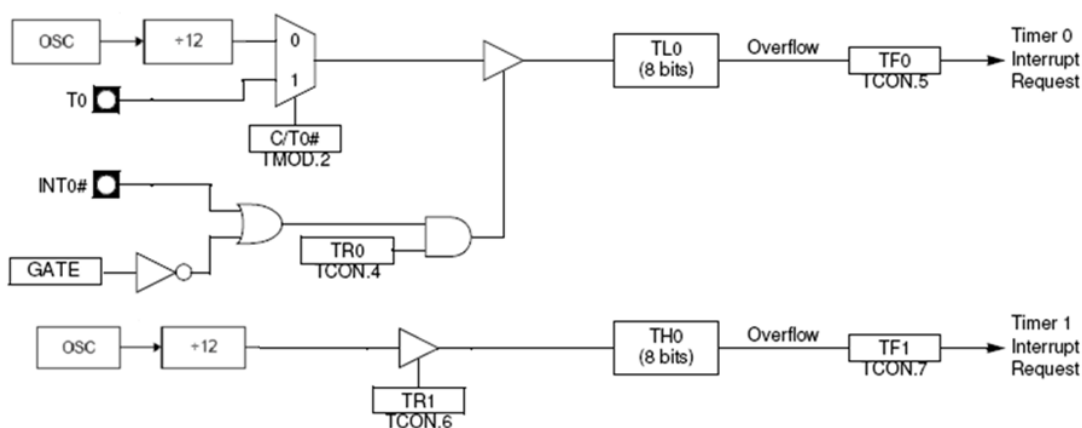 OSC
÷12
0
1
T0
C/T0#
TMOD.2
TL0
(8 bits)
Overflow
TF0
TCON.5
Timer 0
Interrupt
Request
INT0#
TR0
TCON.4
GATE
OSC
÷12
TR1
TCON.6
TH0
(8 bits)
Overflow
TF1
TCON.7
Timer 1
Interrupt
Request